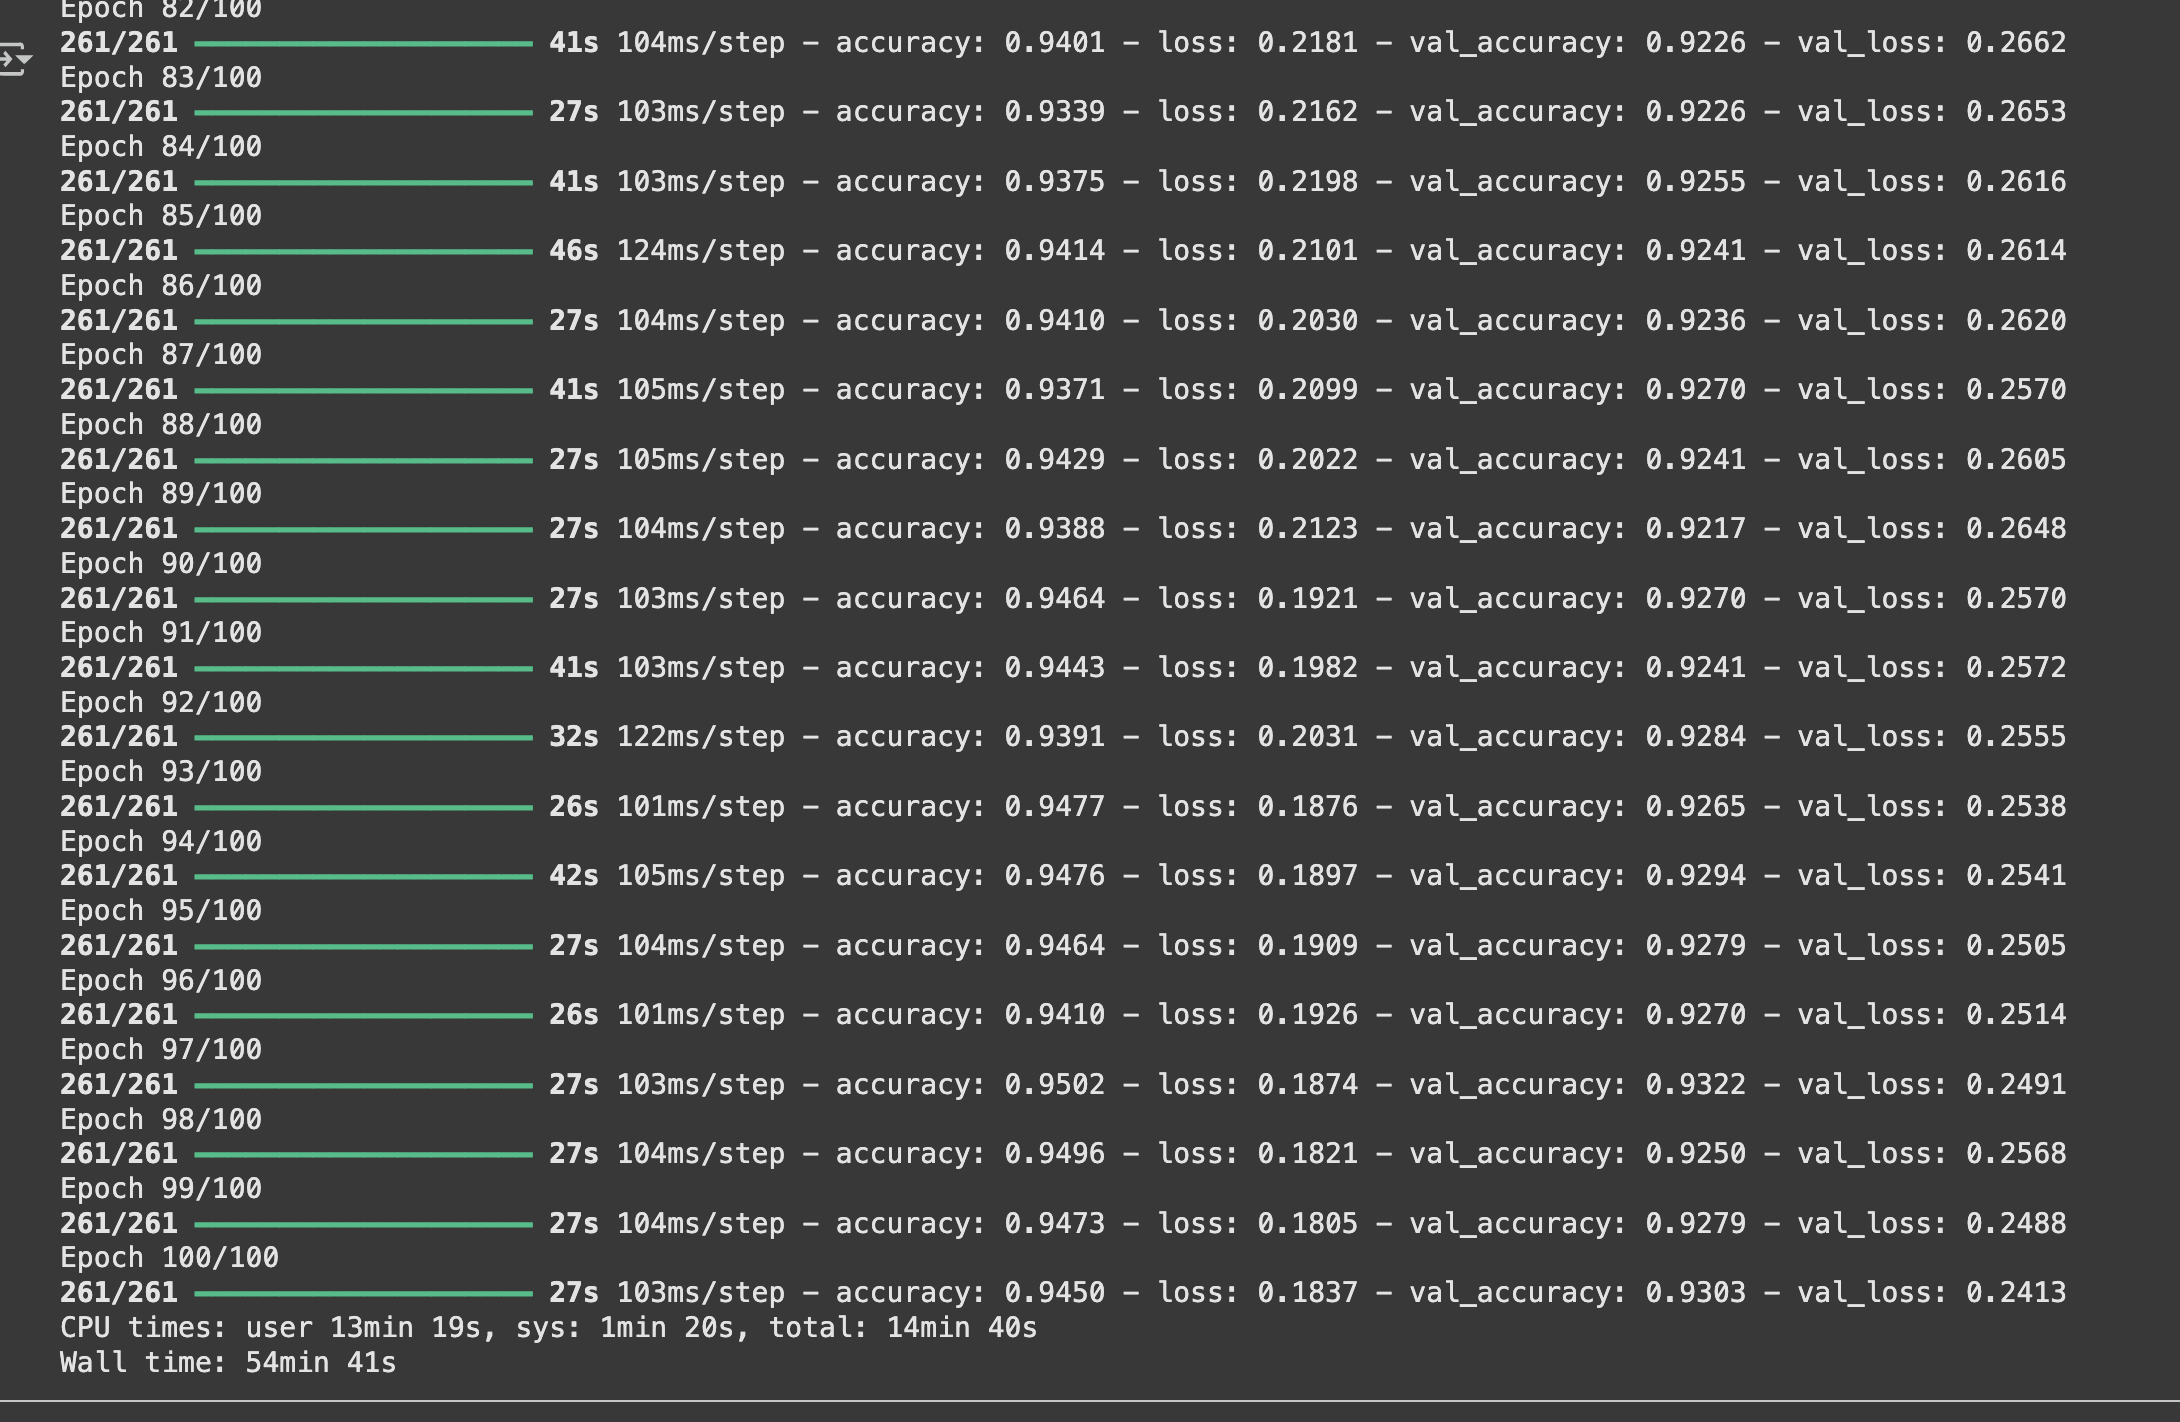 Epoch 82/100
261/261 ━━━━━━━━━━━━━━━━━━━━ 41s 104ms/step - accuracy: 0.9401 - loss: 0.2181 - val_accuracy: 0.9226 - val_loss: 0.2662
Epoch 83/100
261/261 ━━━━━━━━━━━━━━━━━━━━ 27s 103ms/step - accuracy: 0.9339 - loss: 0.2162 - val_accuracy: 0.9226 - val_loss: 0.2653
Epoch 84/100
261/261 ━━━━━━━━━━━━━━━━━━━━ 41s 103ms/step - accuracy: 0.9375 - loss: 0.2198 - val_accuracy: 0.9255 - val_loss: 0.2616
Epoch 85/100
261/261 ━━━━━━━━━━━━━━━━━━━━ 46s 124ms/step - accuracy: 0.9414 - loss: 0.2101 - val_accuracy: 0.9241 - val_loss: 0.2614
Epoch 86/100
261/261 ━━━━━━━━━━━━━━━━━━━━ 27s 104ms/step - accuracy: 0.9410 - loss: 0.2030 - val_accuracy: 0.9236 - val_loss: 0.2620
Epoch 87/100
261/261 ━━━━━━━━━━━━━━━━━━━━ 41s 105ms/step - accuracy: 0.9371 - loss: 0.2099 - val_accuracy: 0.9270 - val_loss: 0.2570
Epoch 88/100
261/261 ━━━━━━━━━━━━━━━━━━━━ 27s 105ms/step - accuracy: 0.9429 - loss: 0.2022 - val_accuracy: 0.9241 - val_loss: 0.2605
Epoch 89/100
261/261 ━━━━━━━━━━━━━━━━━━━━ 27s 104ms/step - accuracy: 0.9388 - loss: 0.2123 - val_accuracy: 0.9217 - val_loss: 0.2648
Epoch 90/100
261/261 ━━━━━━━━━━━━━━━━━━━━ 27s 103ms/step - accuracy: 0.9464 - loss: 0.1921 - val_accuracy: 0.9270 - val_loss: 0.2570
Epoch 91/100
261/261 ━━━━━━━━━━━━━━━━━━━━ 41s 103ms/step - accuracy: 0.9443 - loss: 0.1982 - val_accuracy: 0.9241 - val_loss: 0.2572
Epoch 92/100
261/261 ━━━━━━━━━━━━━━━━━━━━ 32s 122ms/step - accuracy: 0.9391 - loss: 0.2031 - val_accuracy: 0.9284 - val_loss: 0.2555
Epoch 93/100
261/261 ━━━━━━━━━━━━━━━━━━━━ 26s 101ms/step - accuracy: 0.9477 - loss: 0.1876 - val_accuracy: 0.9265 - val_loss: 0.2538
Epoch 94/100
261/261 ━━━━━━━━━━━━━━━━━━━━ 42s 105ms/step - accuracy: 0.9476 - loss: 0.1897 - val_accuracy: 0.9294 - val_loss: 0.2541
Epoch 95/100
261/261 ━━━━━━━━━━━━━━━━━━━━ 27s 104ms/step - accuracy: 0.9464 - loss: 0.1909 - val_accuracy: 0.9279 - val_loss: 0.2505
Epoch 96/100
261/261 ━━━━━━━━━━━━━━━━━━━━ 26s 101ms/step - accuracy: 0.9410 - loss: 0.1926 - val_accuracy: 0.9270 - val_loss: 0.2514
Epoch 97/100
261/261 ━━━━━━━━━━━━━━━━━━━━ 27s 103ms/step - accuracy: 0.9502 - loss: 0.1874 - val_accuracy: 0.9322 - val_loss: 0.2491
Epoch 98/100
261/261 ━━━━━━━━━━━━━━━━━━━━ 27s 104ms/step - accuracy: 0.9496 - loss: 0.1821 - val_accuracy: 0.9250 - val_loss: 0.2568
Epoch 99/100
261/261 ━━━━━━━━━━━━━━━━━━━━ 27s 104ms/step - accuracy: 0.9473 - loss: 0.1805 - val_accuracy: 0.9279 - val_loss: 0.2488
Epoch 100/100
261/261 ━━━━━━━━━━━━━━━━━━━━ 27s 103ms/step - accuracy: 0.9450 - loss: 0.1837 - val_accuracy: 0.9303 - val_loss: 0.2413
CPU times: user 13min 19s, sys: 1min 20s, total: 14min 40s
Wall time: 54min 41s